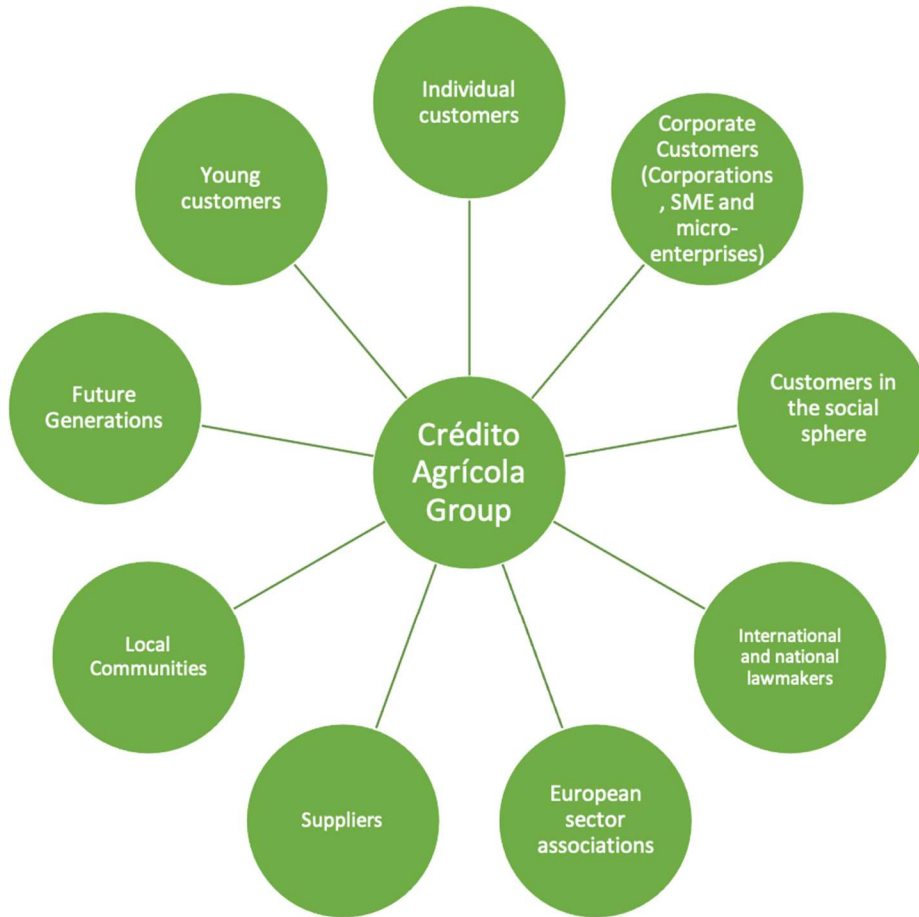 Individual
customers
Corporate
Customers
(Corporations
, SME and
micro-
enterprises)
Customers in
the social
sphere
International
and national
lawmakers
European
sector
associations
Suppliers
Local
Communities
Future
Generations
Young
customers
Crédito
Agrícola
Group